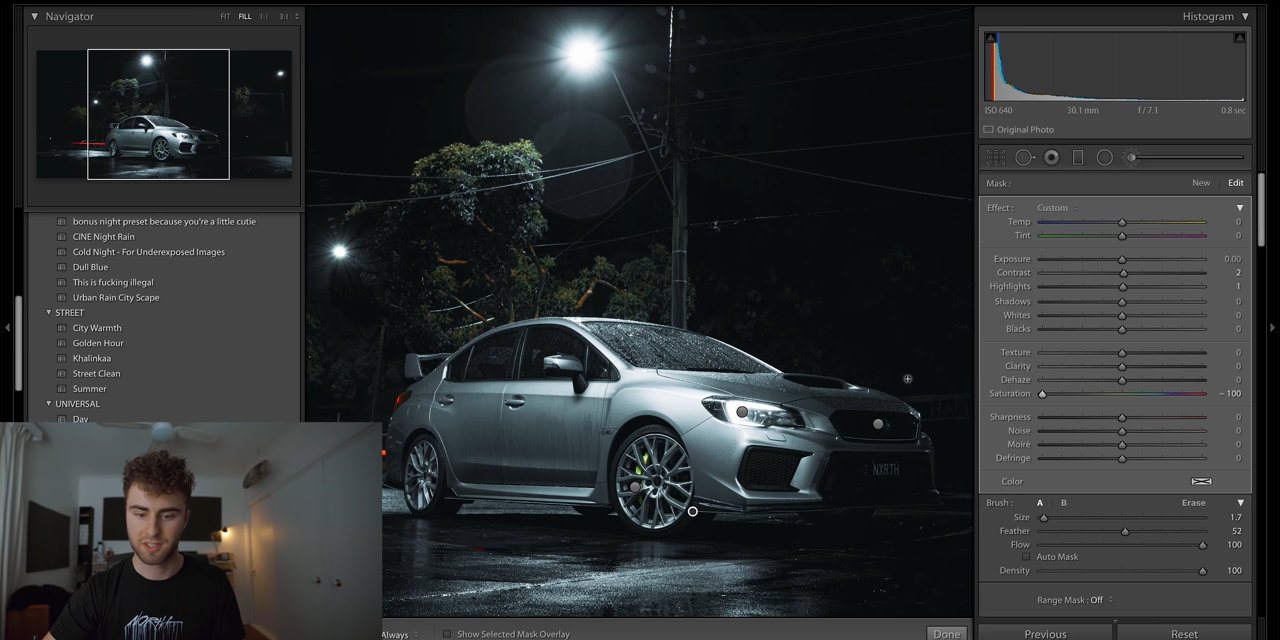 Navigator
FIT FILL 1:1 3:1
bonus night preset because you're a little cutie
CINE Night Rain
Cold Night - For Underexposed Images
Dull Blue
This is fucking illegal
Urban Rain City Scape
STREET
City Warmth
Golden Hour
Khalinkaa
Street Clean
Summer
UNIVERSAL
Day
NORTH
NXRTH
Always
Show Selected Mask Overlay
Done
Histogram
ISO 640 30.1 mm f / 7.1 0.8 sec
Original Photo
Mask : New Edit
Effect : Custom
Temp 0
Tint 0
Exposure 0.00
Contrast 2
Highlights 1
Shadows 0
Whites 0
Blacks 0
Texture 0
Clarity 0
Dehaze 0
Saturation – 100
Sharpness 0
Noise 0
Moiré 0
Defringe 0
Color
Brush : A B Erase
Size 1.7
Feather 52
Flow 100
Auto Mask
Density 100
Range Mask : Off
Previous Reset